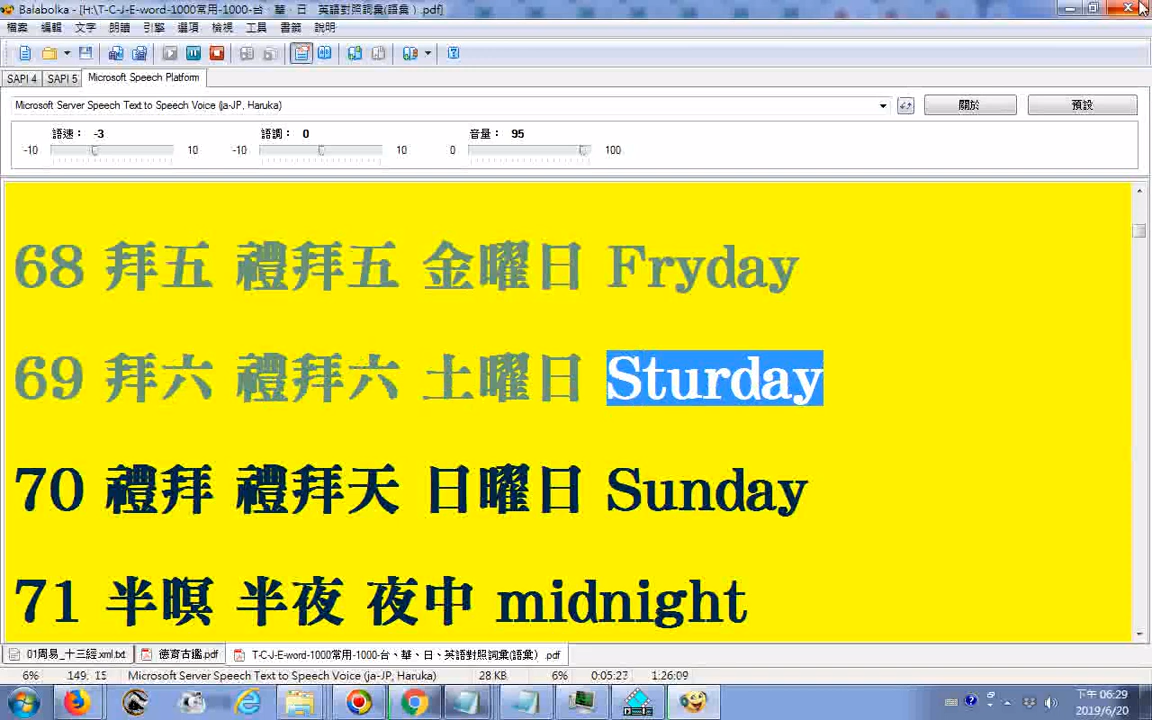 Balabolka - [H:\T-C-J-E-word-1000常用-1000-台、華、日、英語對照詞彙(語彙).pdf]
檔案 編輯 文字 朗讀 引擎 選項 檢視 工具 書籤 說明
SAPI 4 SAPI 5 Microsoft Speech Platform
Microsoft Server Speech Text to Speech Voice (ja-JP, Haruka) 關於 預設
語速： -3 語調： 0 音量： 95
-10 10 -10 10 0 100
68 拜五 禮拜五 金曜日 Fryday
69 拜六 禮拜六 土曜日 Sturday
70 禮拜 禮拜天 日曜日 Sunday
71 半暝 半夜 夜中 midnight
01周易_十三經.xml.txt 德育古鑑.pdf T-C-J-E-word-1000常用-1000-台、華、日、英語對照詞彙(語彙) .pdf
6% 149. 15 Microsoft Server Speech Text to Speech Voice (ja-JP, Haruka) 28 KB 6% 0:05:23 1:26:09
下午 06:29
2019/6/20